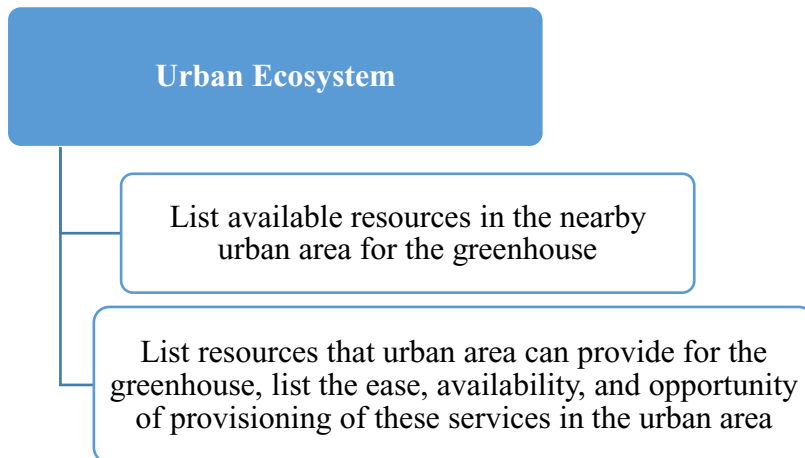 Urban Ecosystem
List available resources in the nearby
urban area for the greenhouse
List resources that urban area can provide for the
greenhouse, list the ease, availability, and opportunity
of provisioning of these services in the urban area